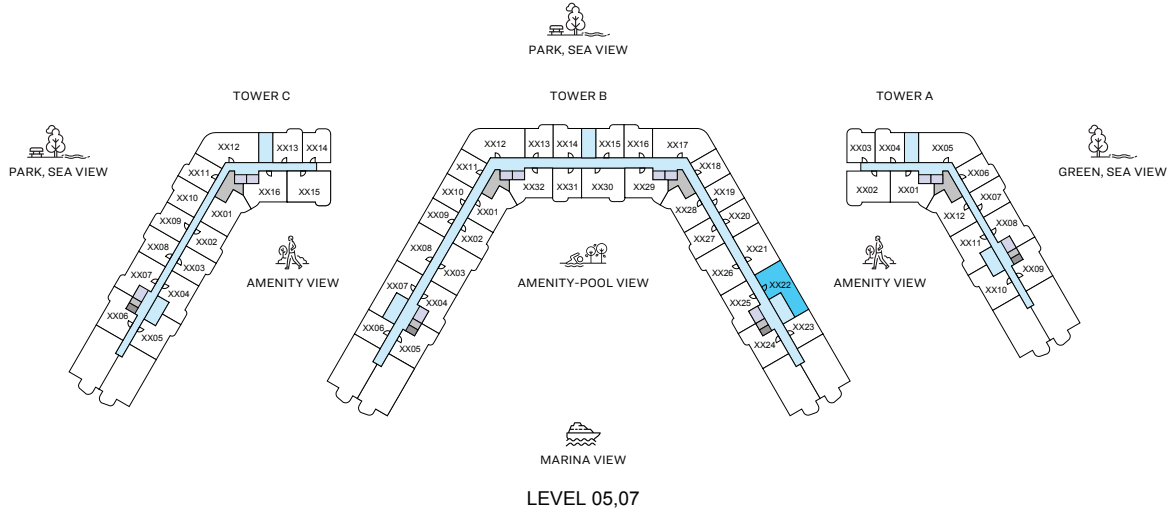 PARK, SEA VIEW
TOWER C
TOWER B
TOWER A
PARK, SEA VIEW
GREEN, SEA VIEW
XX12
XX13
XX14
XX11
XX10
XX09
XX08
XX07
XX06
XX05
XX04
XX03
XX02
XX01
XX16
XX15
XX12
XX13
XX14
XX15
XX16
XX17
XX11
XX10
XX09
XX08
XX07
XX06
XX05
XX04
XX03
XX02
XX01
XX32
XX31
XX30
XX29
XX28
XX27
XX26
XX25
XX24
XX23
XX22
XX21
XX20
XX19
XX18
XX03
XX04
XX05
XX02
XX01
XX06
XX07
XX08
XX09
XX10
XX11
XX12
AMENITY VIEW
AMENITY-POOL VIEW
AMENITY VIEW
MARINA VIEW
LEVEL 05,07